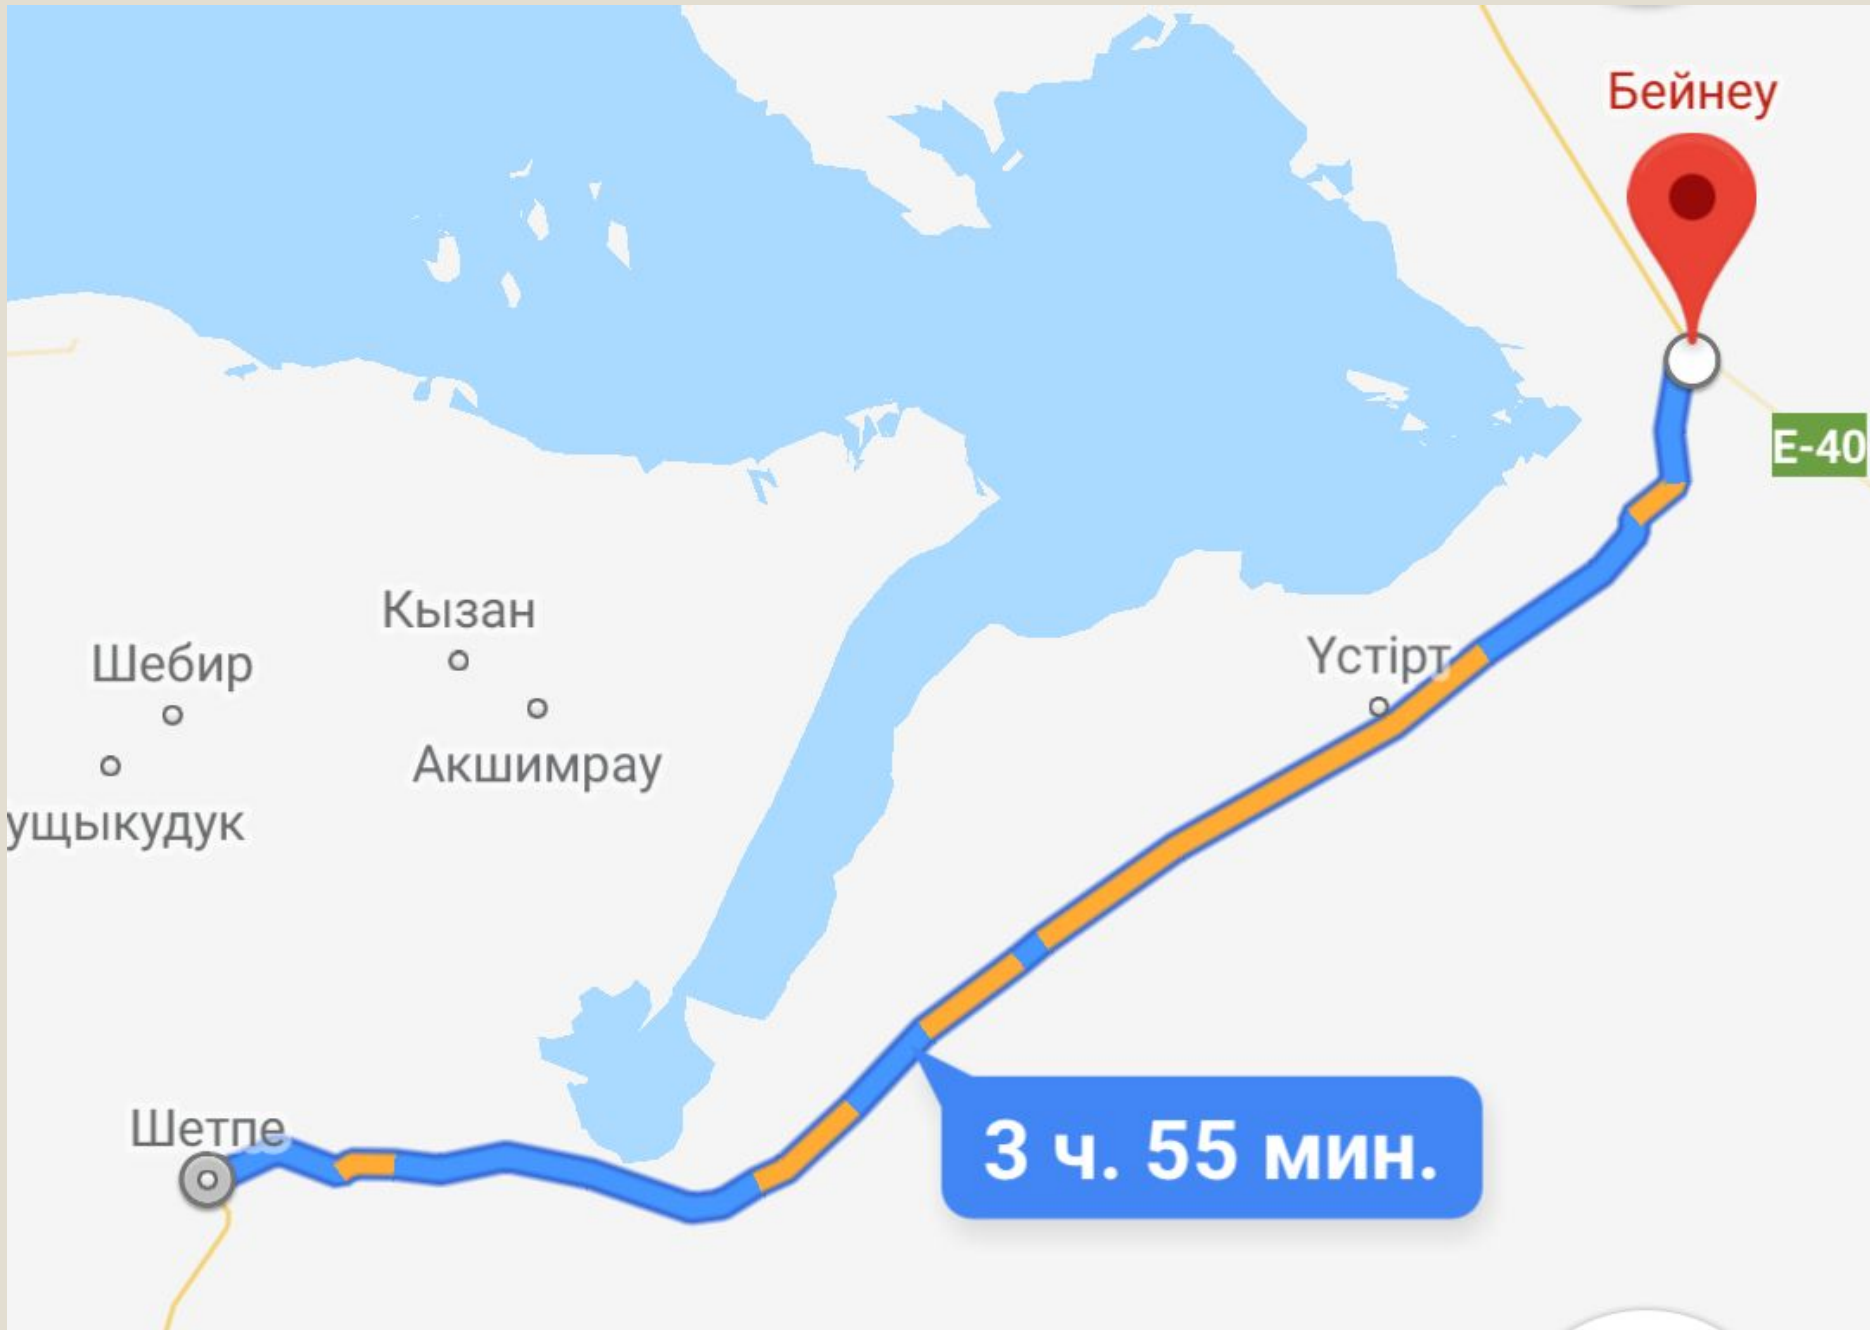 Бейнеу
E-40
Кызан
Шебир
Үстірт
Акшимрау
ущыкудук
Шетпе
3 ч. 55 мин.